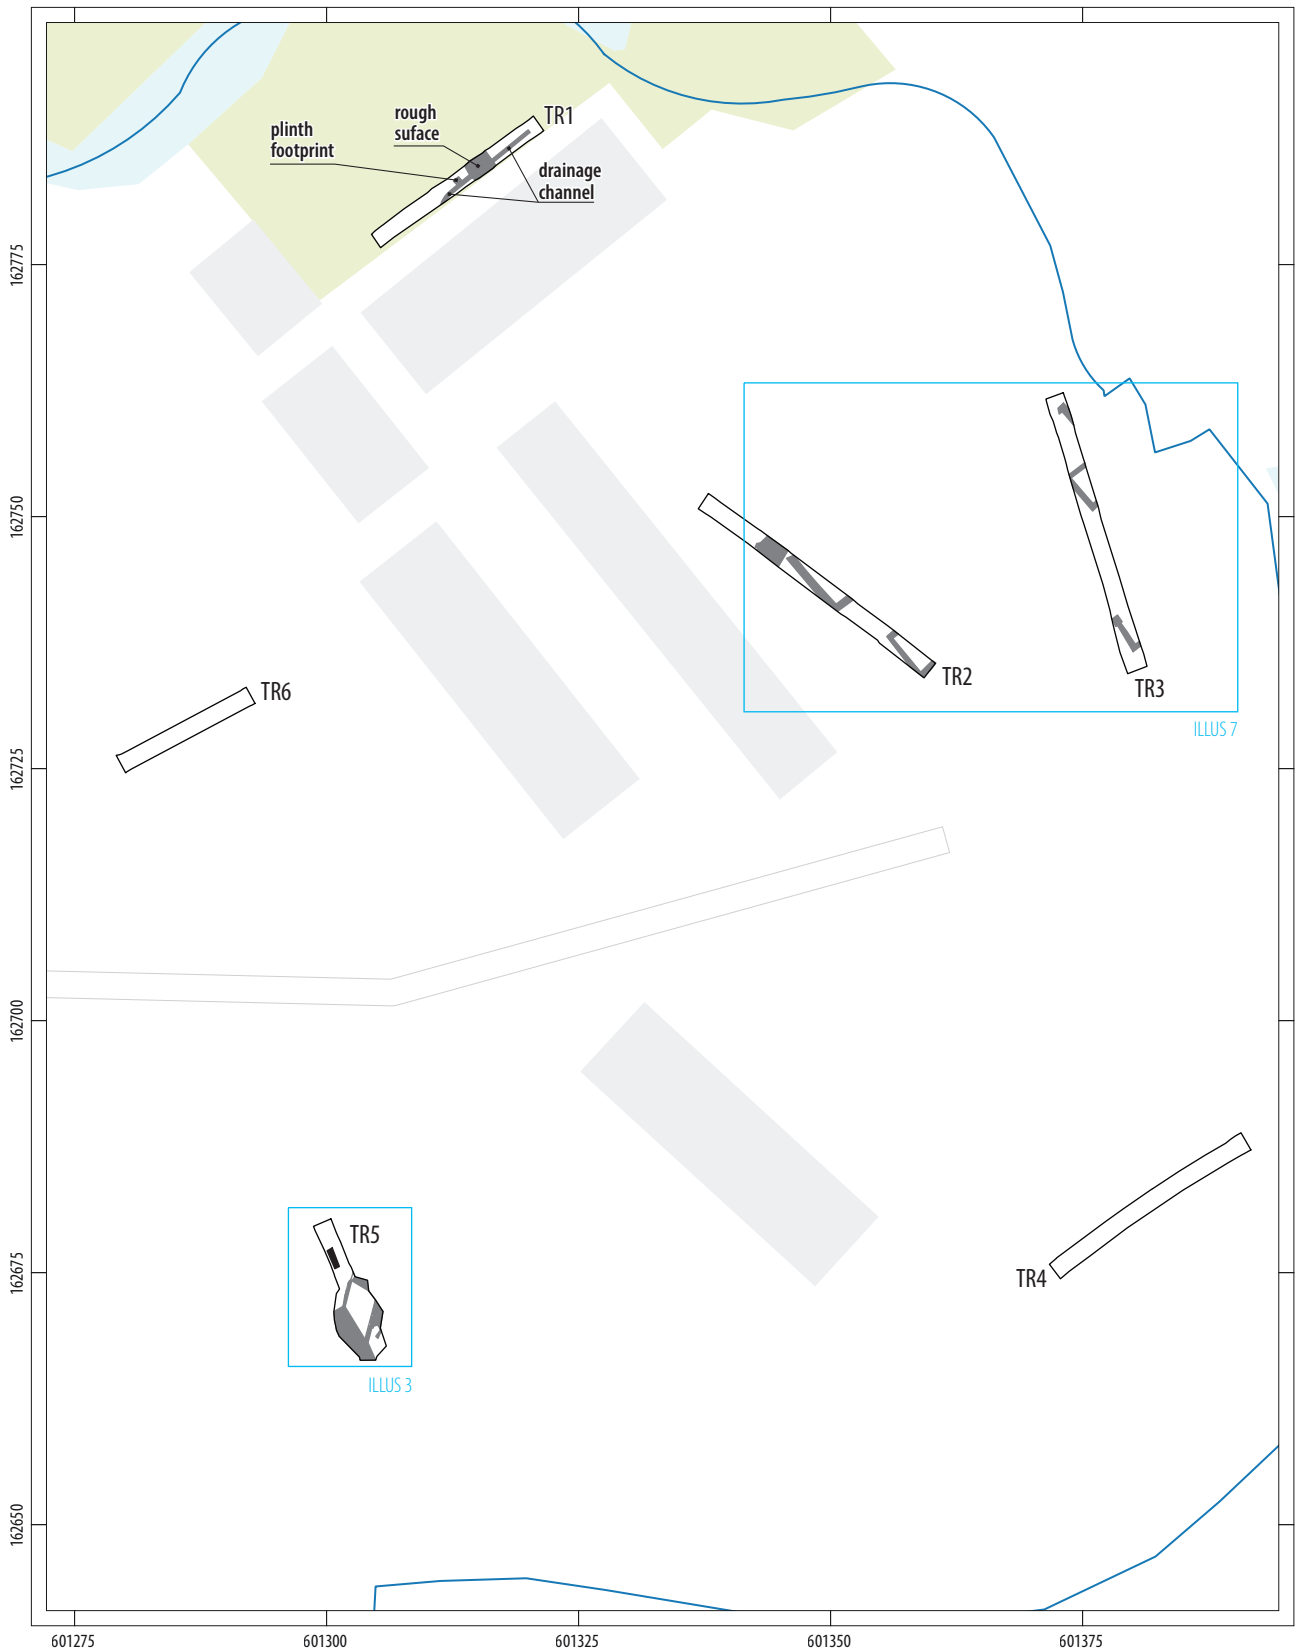 TR1
rough
suface
plinth
footprint
drainage
channel
162775
162750
TR6
TR2
TR3
ILLUS 7
162725
162700
TR5
TR4
162675
ILLUS 3
162650
601275
601300
601325
601350
601375